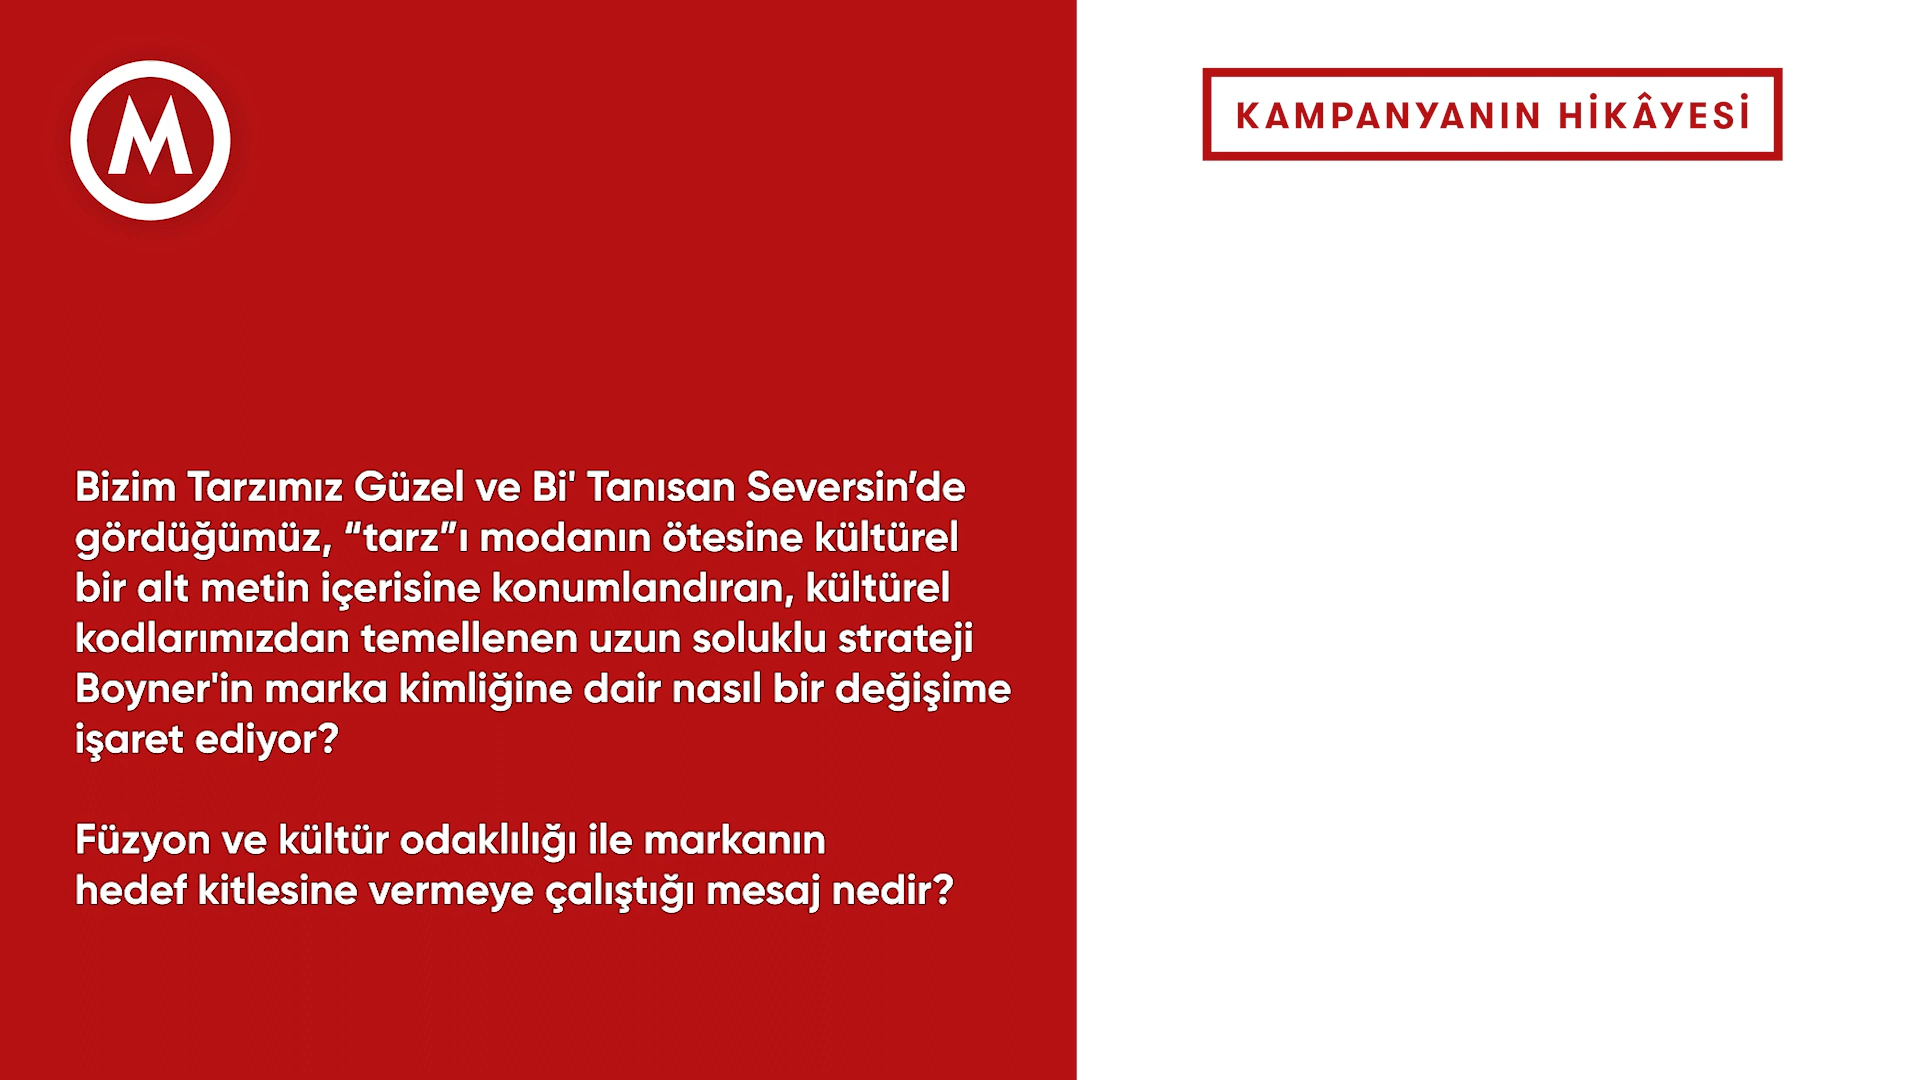 M
KAMPANYANIN HİKÂYESİ
Bizim Tarzımız Güzel ve Bi' Tanısan Seversin’de
gördüğümüz, “tarz”ı modanın ötesine kültürel
bir alt metin içerisine konumlandıran, kültürel
kodlarımızdan temellenen uzun soluklu strateji
Boyner'in marka kimliğine dair nasıl bir değişime
işaret ediyor?
Füzyon ve kültür odaklılığı ile markanın
hedef kitlesine vermeye çalıştığı mesaj nedir?